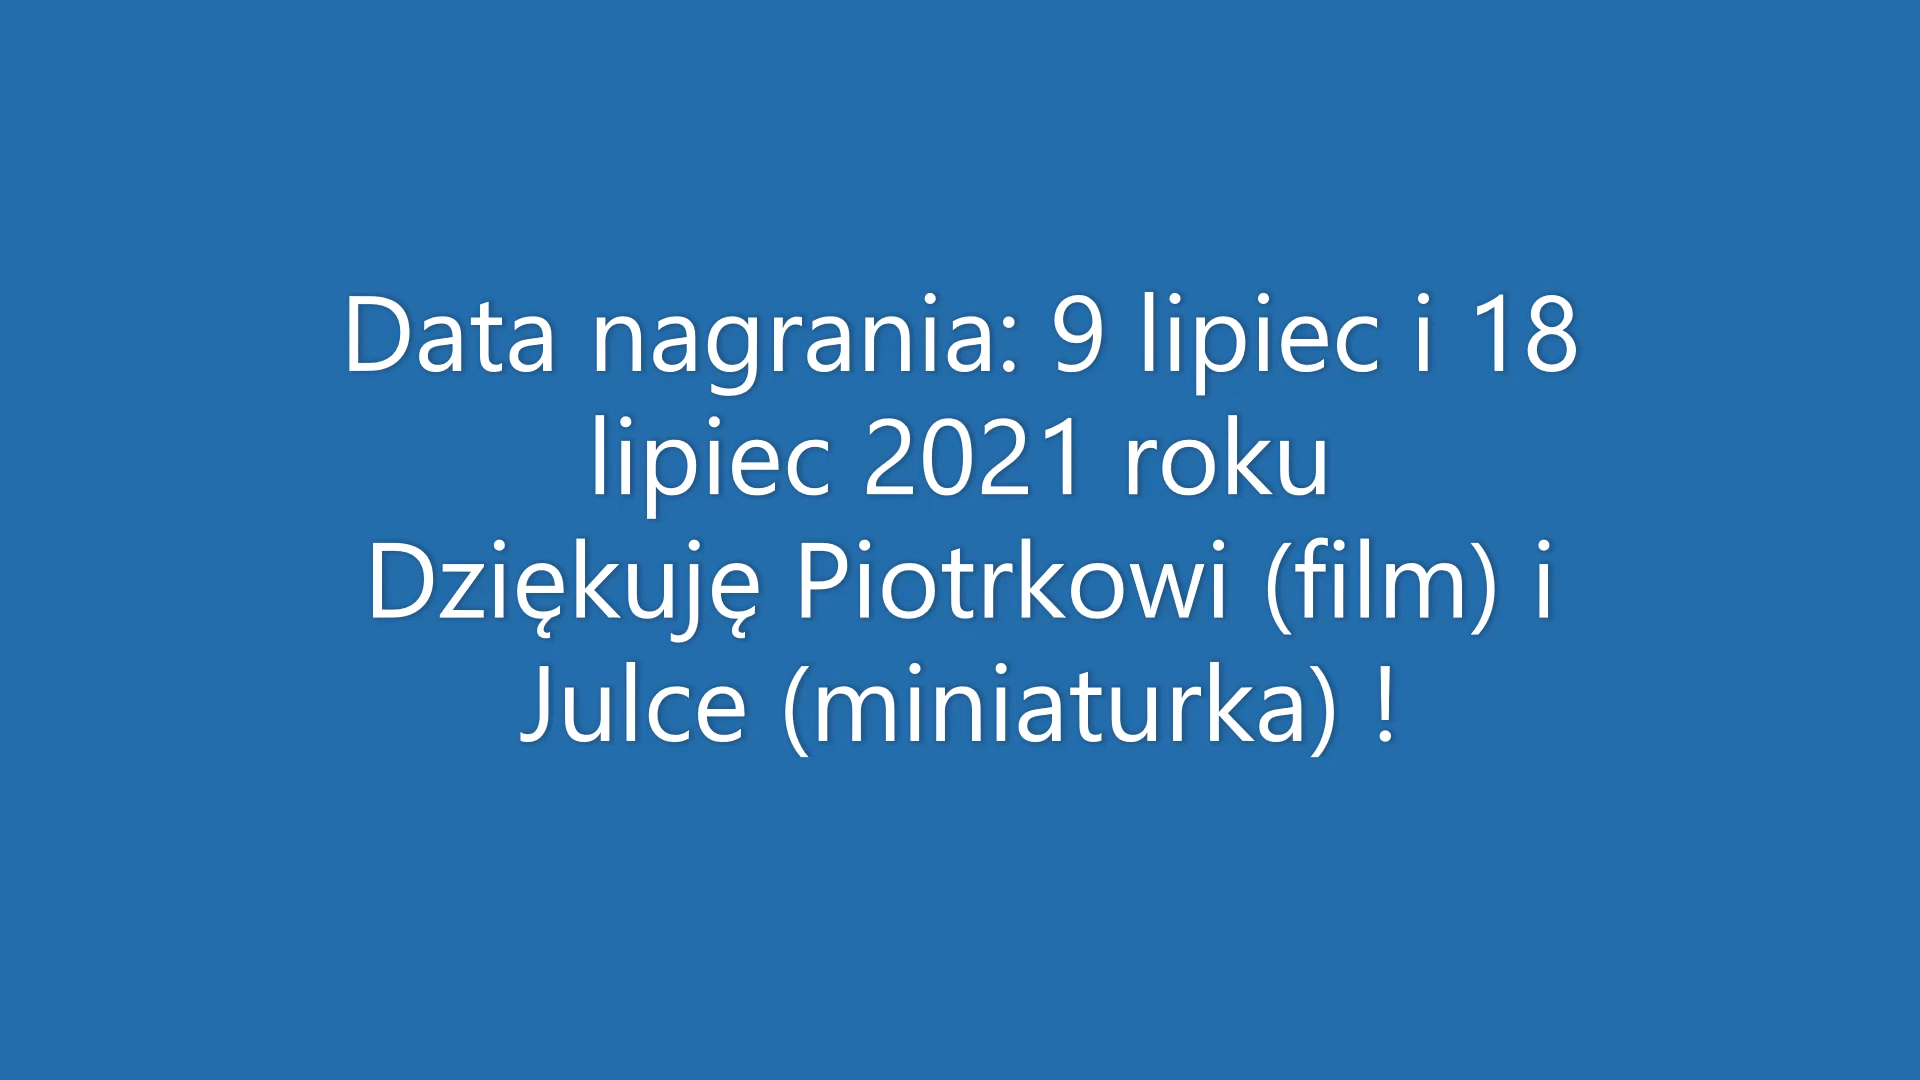 Data nagrania: 9 lipiec i 18
lipiec 2021 roku
Dziękuję Piotrkowi (film) i
Julce (miniaturka) !